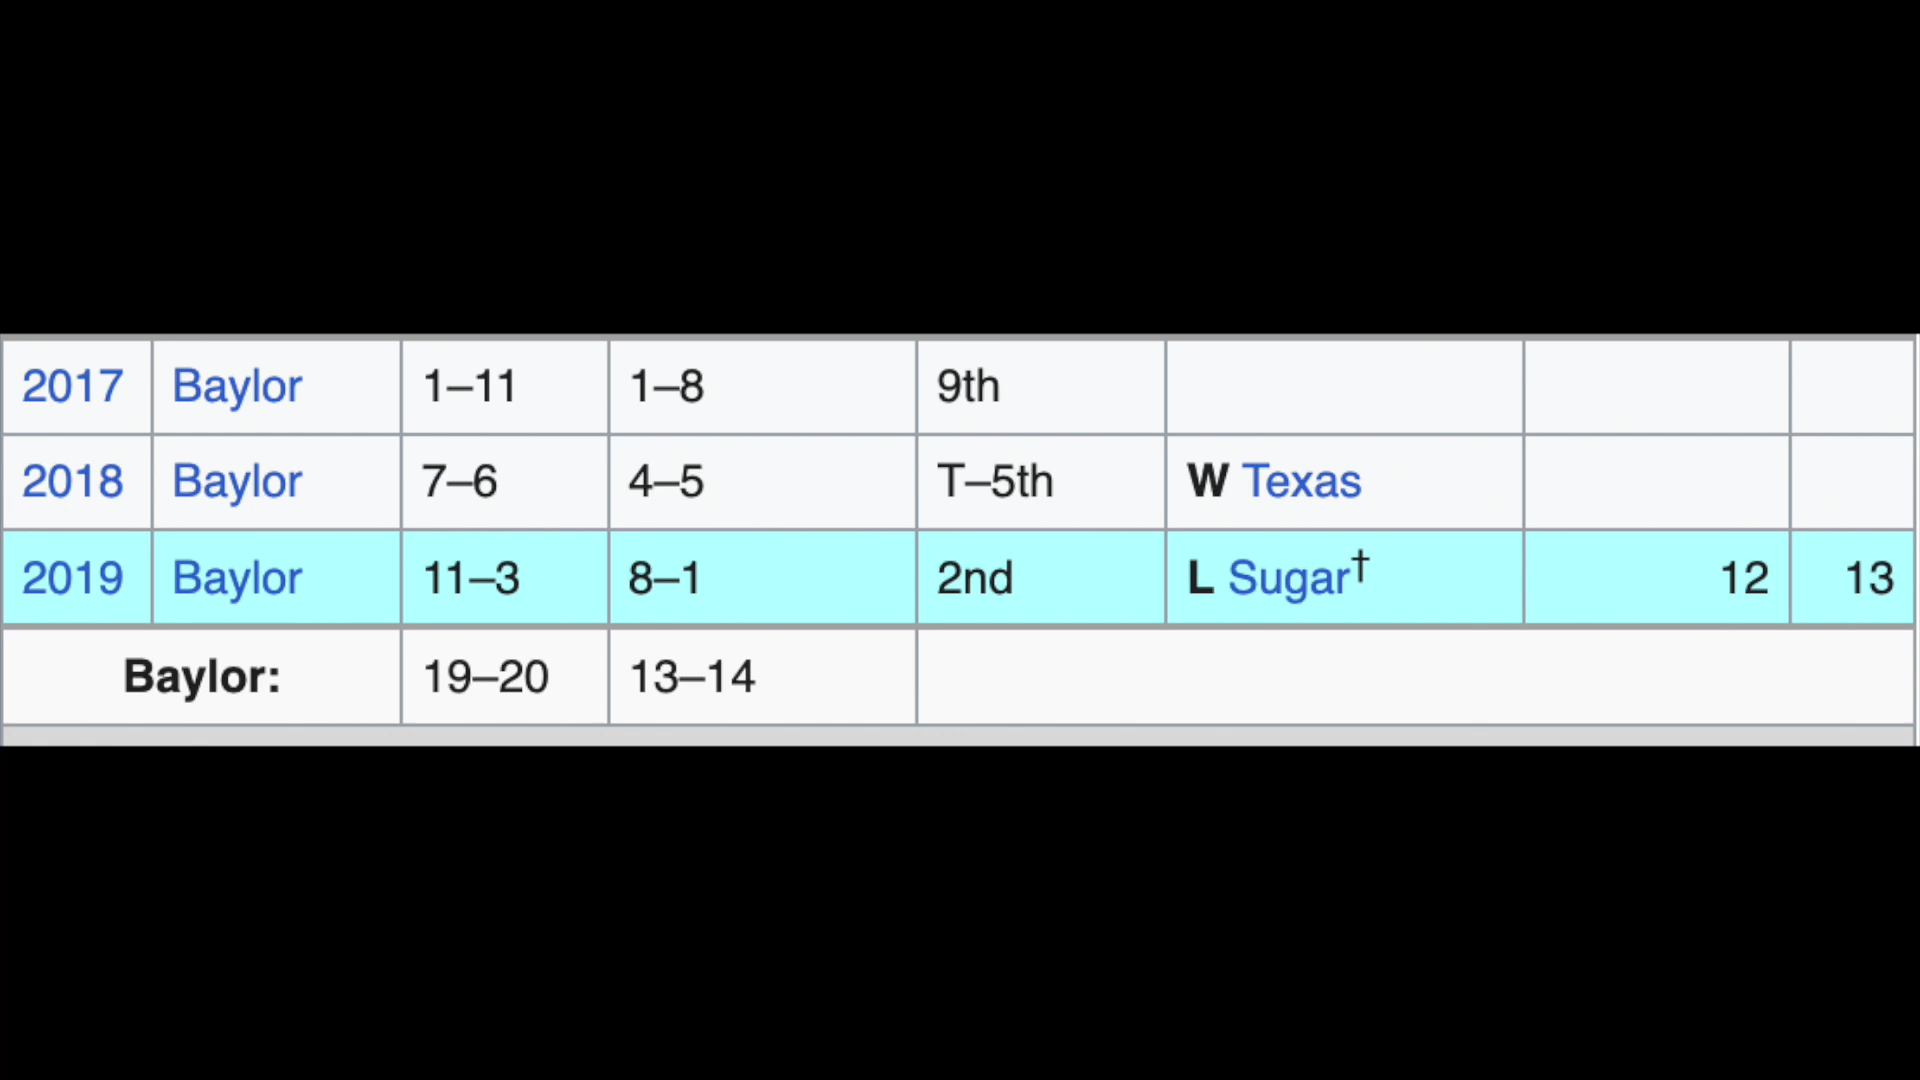 2017 Baylor 1–11 1–8 9th
2018 Baylor 7–6 4–5 T–5th W Texas
2019 Baylor 11–3 8–1 2nd L Sugar† 12 13
Baylor: 19–20 13–14